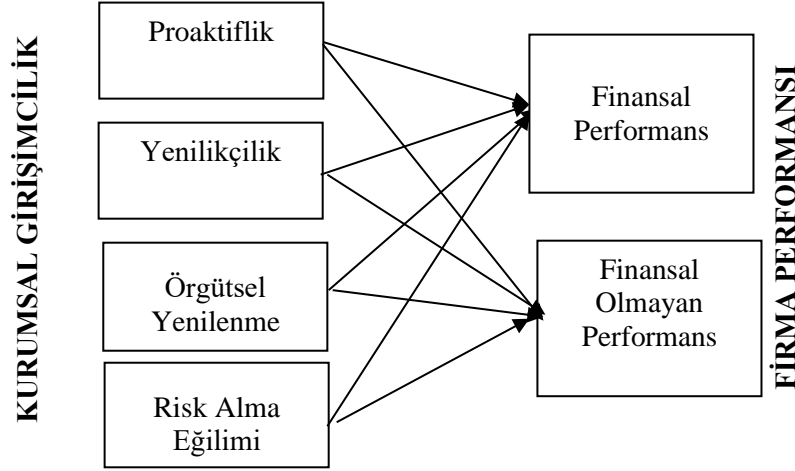 KURUMSAL GİRİŞİMCİLİK
Proaktiflik
Yenilikçilik
Örgütsel
Yenilenme
Risk Alma
Eğilimi
Finansal
Performans
Finansal
Olmayan
Performans
FİRMA PERFORMANSI